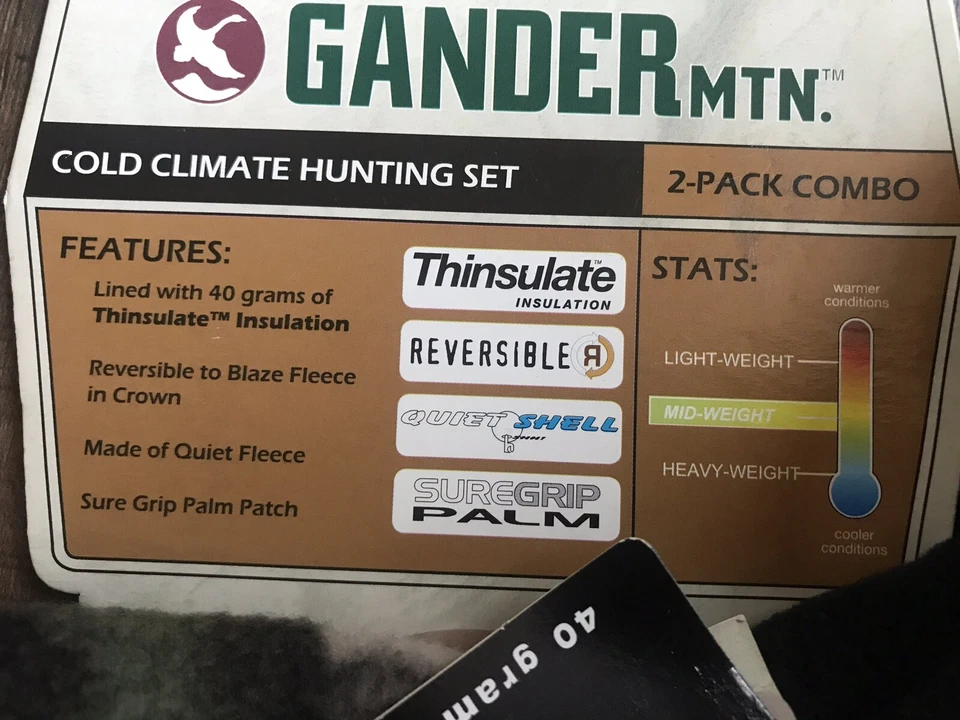 GANDER MTN.™
COLD CLIMATE HUNTING SET
2-PACK COMBO
FEATURES:
Lined with 40 grams of
Thinsulate™ Insulation
Reversible to Blaze Fleece
in Crown
Made of Quiet Fleece
Sure Grip Palm Patch
Thinsulate™
INSULATION
REVERSIBLE R
QUIET SHELL
SUREGRIP
PALM
STATS:
warmer
conditions
LIGHT-WEIGHT
MID-WEIGHT
HEAVY-WEIGHT
cooler
conditions
40 gram